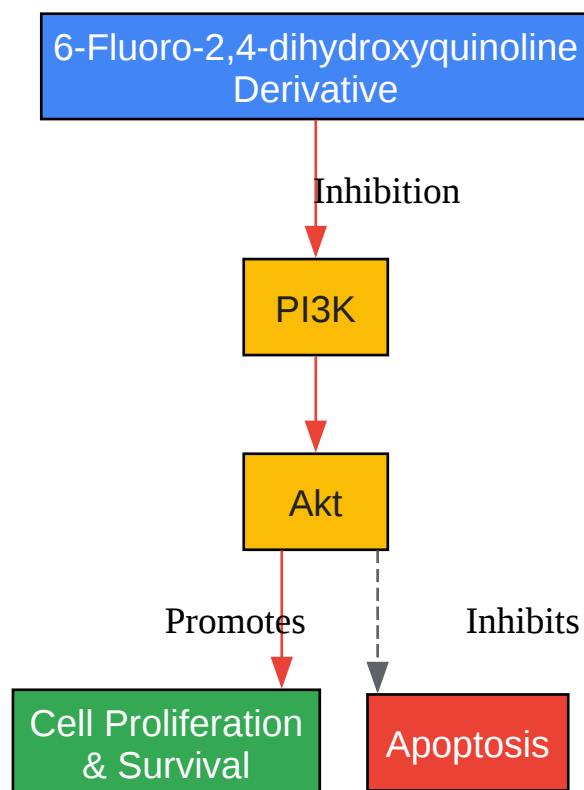 6-Fluoro-2,4-dihydroxyquinoline
Derivative
Inhibition
PI3K
Akt
Promotes
Inhibits
Cell Proliferation
& Survival
Apoptosis